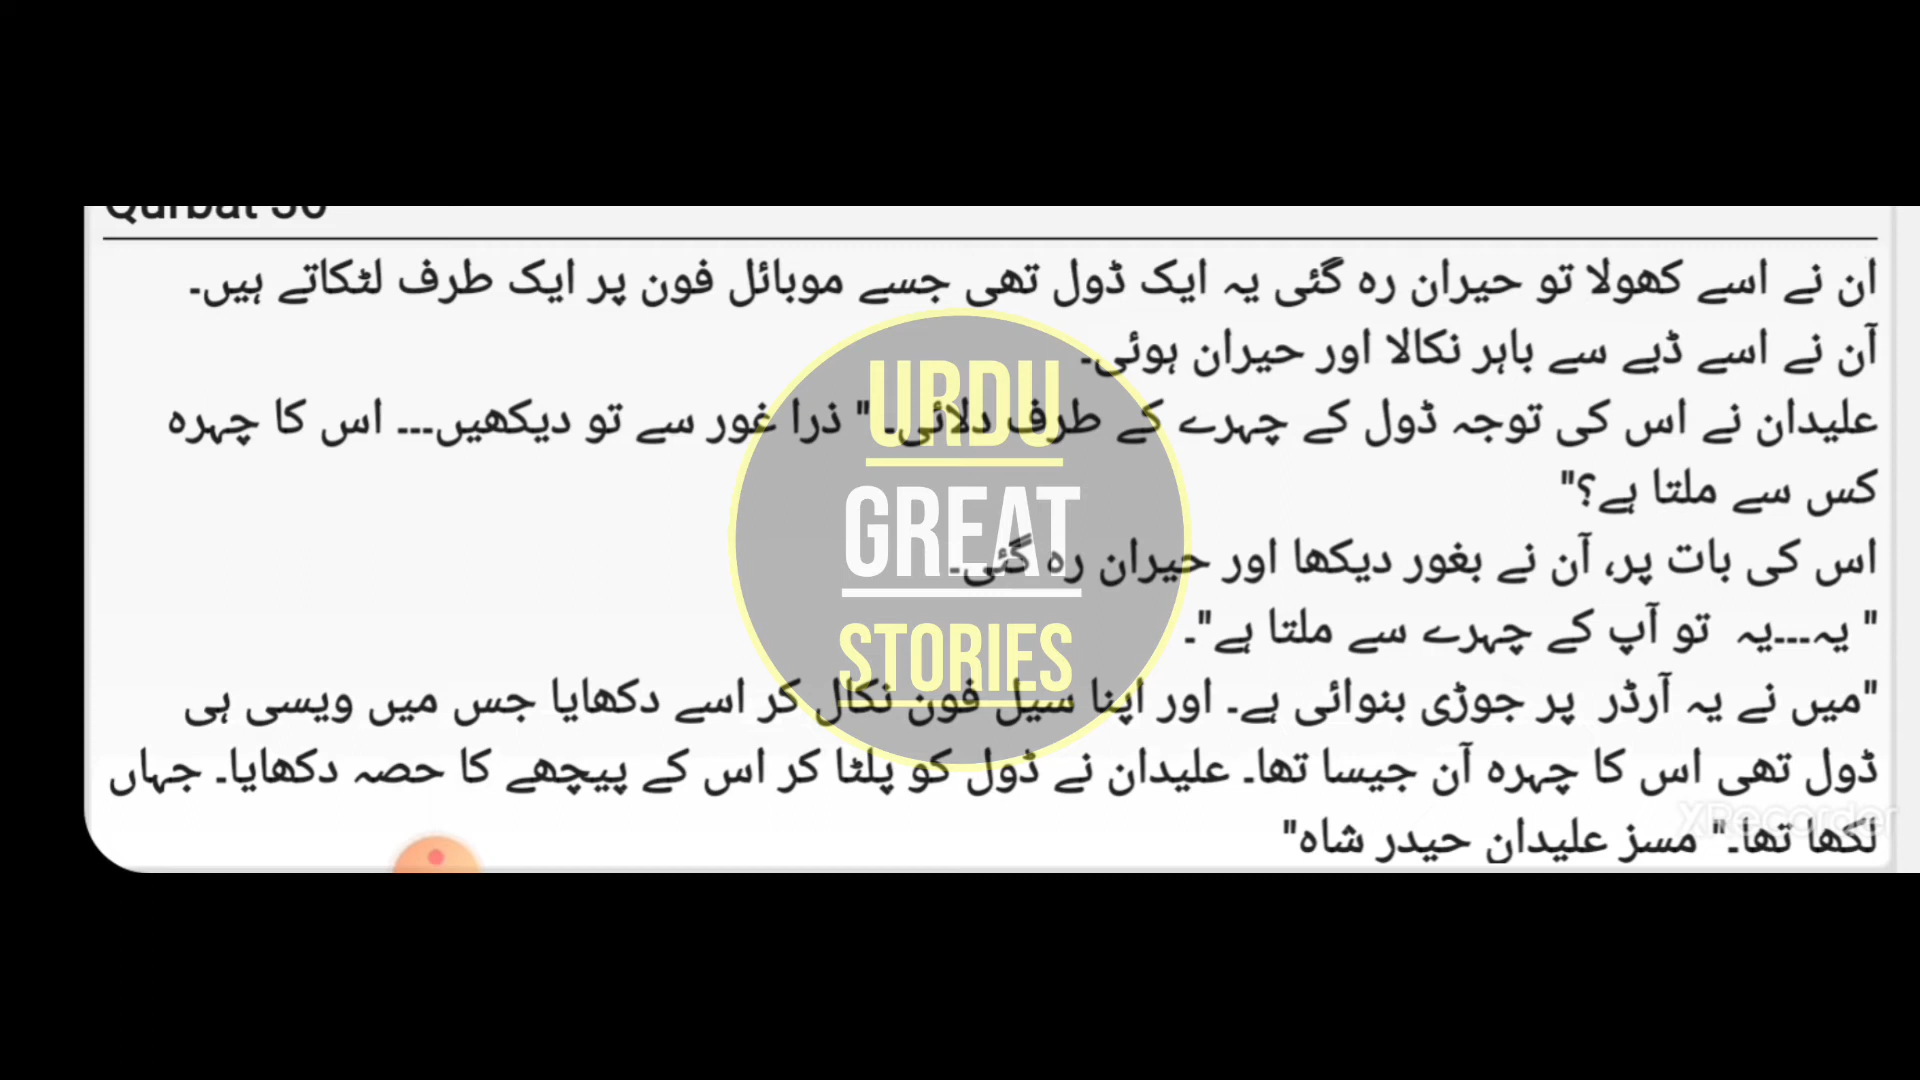 Qurbat 30
ان نے اسے کھولا تو حیران رہ گئی یہ ایک ڈول تھی جسے موبائل فون پر ایک طرف لٹکاتے ہیں۔
آن نے اسے ڈبے سے باہر نکالا اور حیران ہوئی۔
علیدان نے اس کی توجہ ڈول کے چہرے کے طرف دلائی۔" ذرا غور سے تو دیکھیں۔۔۔ اس کا چہرہ
کس سے ملتا ہے؟"
اس کی بات پر، آن نے بغور دیکھا اور حیران رہ گئی۔
" یہ۔۔۔یہ تو آپ کے چہرے سے ملتا ہے"۔
"میں نے یہ آرڈر پر جوڑی بنوائی ہے۔ اور اپنا سیل فون نکال کر اسے دکھایا جس میں ویسی ہی
ڈول تھی اس کا چہرہ آن جیسا تھا۔ علیدان نے ڈول کو پلٹا کر اس کے پیچھے کا حصہ دکھایا۔ جہاں
لکھا تھا۔" مسز علیدان حیدر شاہ"
URDU
GREAT
STORIES
XRecorder